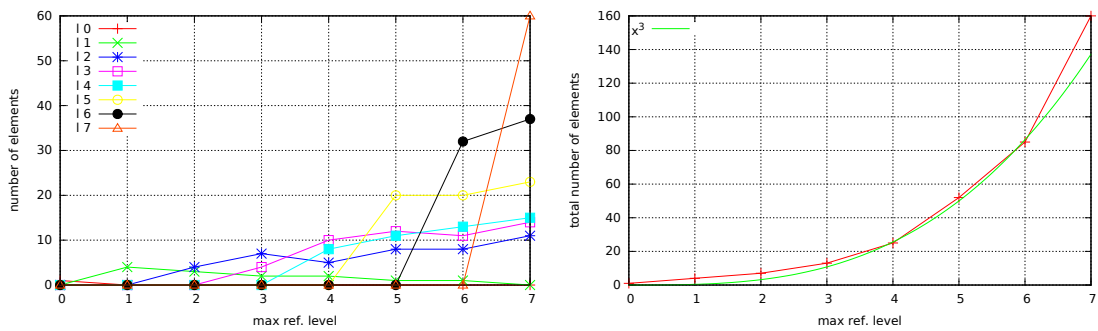 60
50
40
30
20
10
0
number of elements
l 0
l 1
l 2
l 3
l 4
l 5
l 6
l 7
0 1 2 3 4 5 6 7
max ref. level
160
140
120
100
80
60
40
20
0
total number of elements
x³
0 1 2 3 4 5 6 7
max ref. level